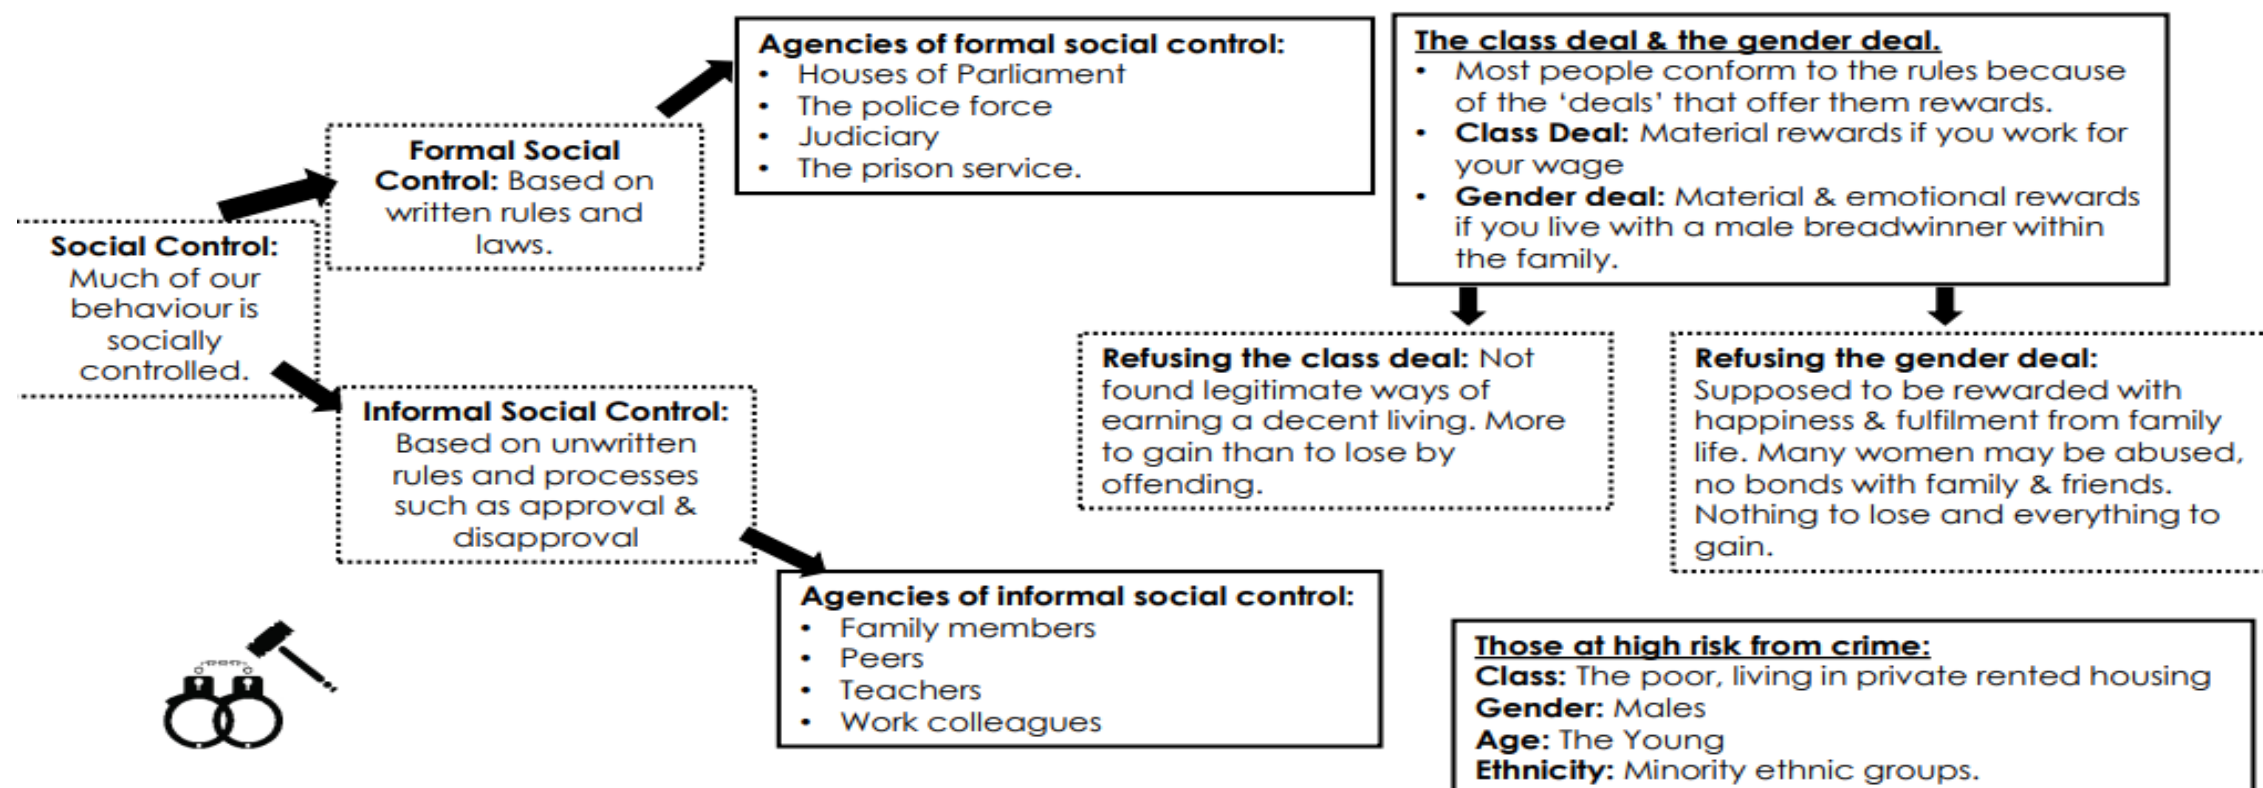 Social Control:
Much of our
behaviour is
socially
controlled.
Formal Social
Control: Based on
written rules and
laws.
Agencies of formal social control:
• Houses of Parliament
• The police force
• Judiciary
• The prison service.
Informal Social Control:
Based on unwritten
rules and processes
such as approval &
disapproval
Agencies of informal social control:
• Family members
• Peers
• Teachers
• Work colleagues
The class deal & the gender deal.
• Most people conform to the rules because
of the ‘deals’ that offer them rewards.
• Class Deal: Material rewards if you work for
your wage
• Gender deal: Material & emotional rewards
if you live with a male breadwinner within
the family.
Refusing the class deal: Not
found legitimate ways of
earning a decent living. More
to gain than to lose by
offending.
Refusing the gender deal:
Supposed to be rewarded with
happiness & fulfilment from family
life. Many women may be abused,
no bonds with family & friends.
Nothing to lose and everything to
gain.
Those at high risk from crime:
Class: The poor, living in private rented housing
Gender: Males
Age: The Young
Ethnicity: Minority ethnic groups.